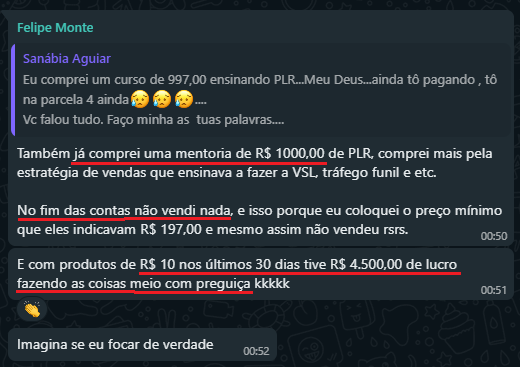 Felipe Monte
Sanábia Aguiar
Eu comprei um curso de 997,00 ensinando PLR...Meu Deus...ainda tô pagando , tô
na parcela 4 ainda😥😥😥....
Vc falou tudo. Faço minha as  tuas palavras....
Também já comprei uma mentoria de R$ 1000,00 de PLR, comprei mais pela
estratégia de vendas que ensinava a fazer a VSL, tráfego funil e etc.
No fim das contas não vendi nada, e isso porque eu coloquei o preço mínimo
que eles indicavam R$ 197,00 e mesmo assim não vendeu rsrs.
00:50
E com produtos de R$ 10 nos últimos 30 dias tive R$ 4.500,00 de lucro
fazendo as coisas meio com preguiça kkkkk
00:51
👏
Imagina se eu focar de verdade
00:52